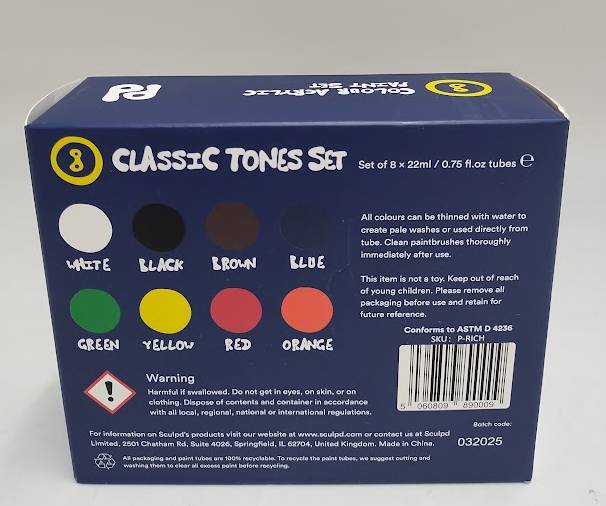 COLOUR ACRYLIC
PAINT SET
8 CLASSIC TONES SET Set of 8 x 22ml / 0.75 fl.oz tubes ℮
WHITE BLACK BROWN BLUE
GREEN YELLOW RED ORANGE
All colours can be thinned with water to
create pale washes or used directly from
tube. Clean paintbrushes thoroughly
immediately after use.
This item is not a toy. Keep out of reach
of young children. Please remove all
packaging before use and retain for
future reference.
Conforms to ASTM D 4236
SKU: P-RICH
5 060809 890009
Warning
Harmful if swallowed. Do not get in eyes, on skin, or on
clothing. Dispose of contents and container in accordance
with all local, regional, national or international regulations.
Batch code:
032025
For information on Sculpd's products visit our website at www.sculpd.com or contact us at Sculpd
Limited, 2501 Chatham Rd, Suite 4026, Springfield, IL 62704, United Kingdom. Made in China.
All packaging and paint tubes are 100% recyclable. To recycle the paint tubes, we suggest cutting and
washing them to clear all excess paint before recycling.